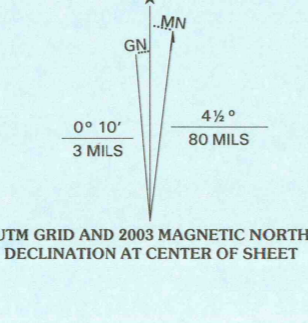 MN
GN
0° 10'
3 MILS
4½ °
80 MILS
UTM GRID AND 2003 MAGNETIC NORTH
DECLINATION AT CENTER OF SHEET